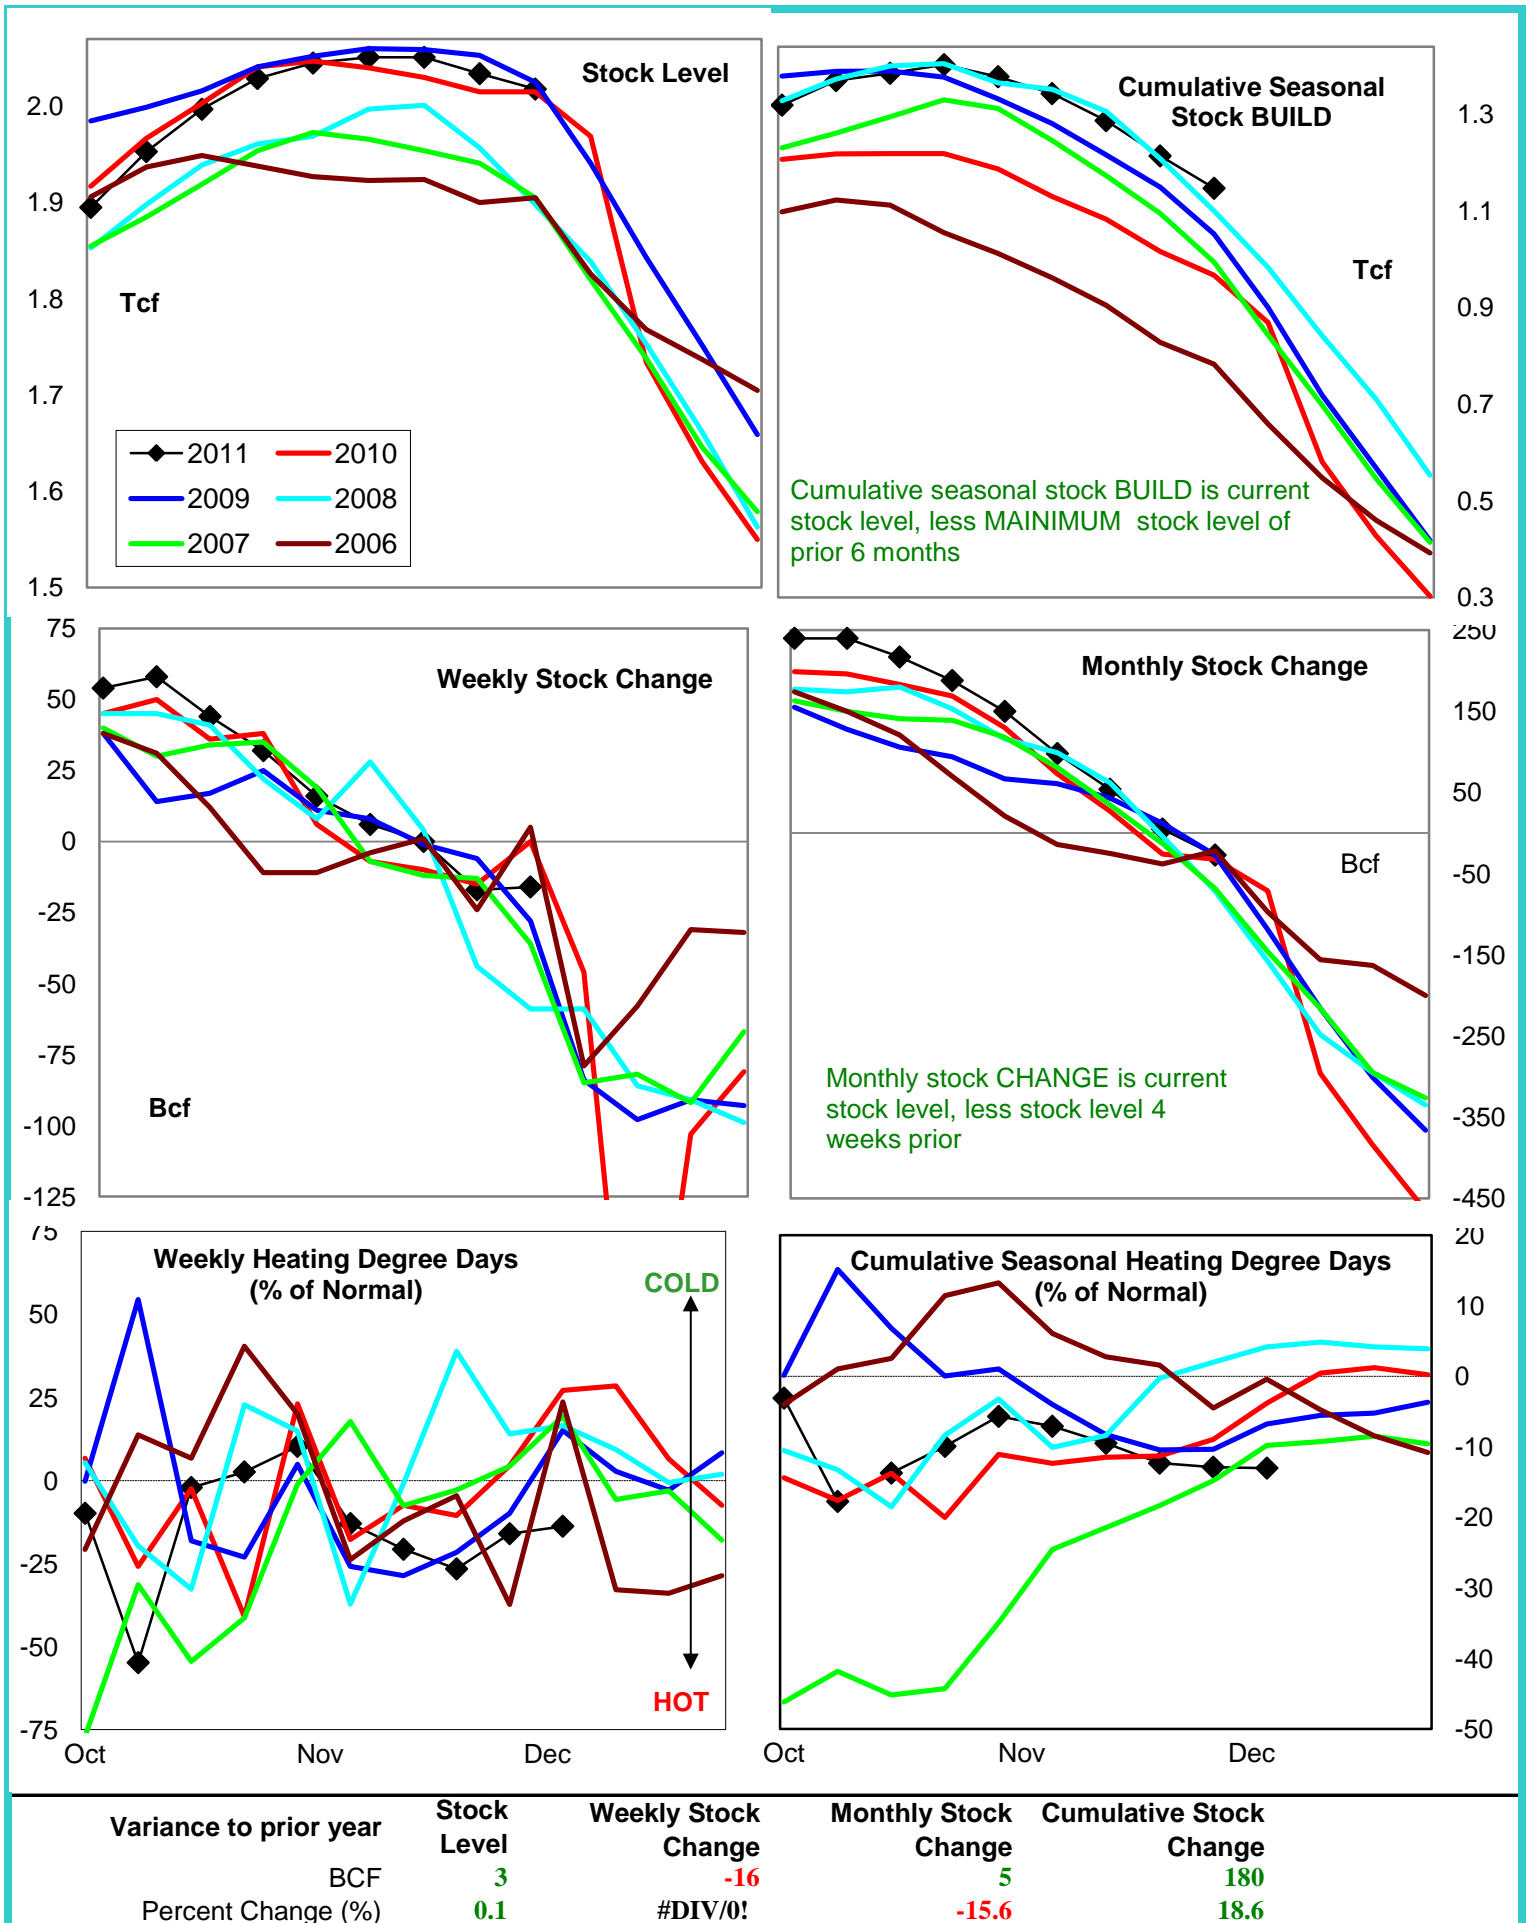 Stock Level
2.0
1.9
1.8
1.7
1.6
1.5
Tcf
2011
2010
2009
2008
2007
2006
Cumulative Seasonal
Stock BUILD
1.3
1.1
0.9
0.7
0.5
0.3
Tcf
Cumulative seasonal stock BUILD is current
stock level, less MAINIMUM stock level of
prior 6 months
75
50
25
0
-25
-50
-75
-100
-125
Weekly Stock Change
Bcf
250
150
50
-50
-150
-250
-350
-450
Monthly Stock Change
Bcf
Monthly stock CHANGE is current
stock level, less stock level 4
weeks prior
75
50
25
0
-25
-50
-75
Weekly Heating Degree Days
(% of Normal)
COLD
HOT
Oct
Nov
Dec
20
10
0
-10
-20
-30
-40
-50
Cumulative Seasonal Heating Degree Days
(% of Normal)
Oct
Nov
Dec
Variance to prior year
Stock
Level
Weekly Stock
Change
Monthly Stock
Change
Cumulative Stock
Change
BCF 3 -16 5 180
Percent Change (%) 0.1 #DIV/0! -15.6 18.6